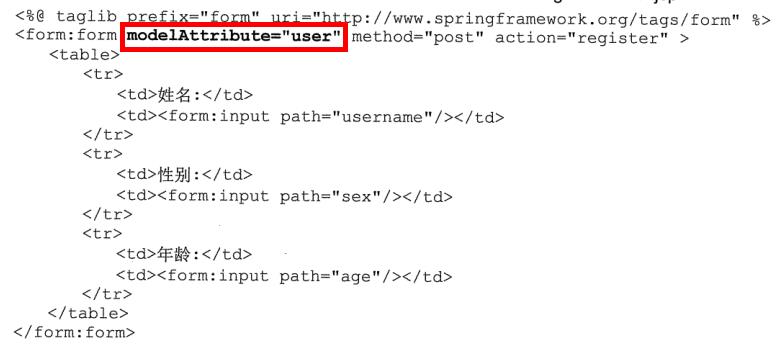 <%@ taglib prefix="form" uri="http://www.springframework.org/tags/form" %>
<form:form modelAttribute="user" method="post" action="register" >
<table>
<tr>
<td>姓名:</td>
<td><form:input path="username"/></td>
</tr>
<tr>
<td>性别:</td>
<td><form:input path="sex"/></td>
</tr>
<tr>
<td>年龄:</td>
<td><form:input path="age"/></td>
</tr>
</table>
</form:form>